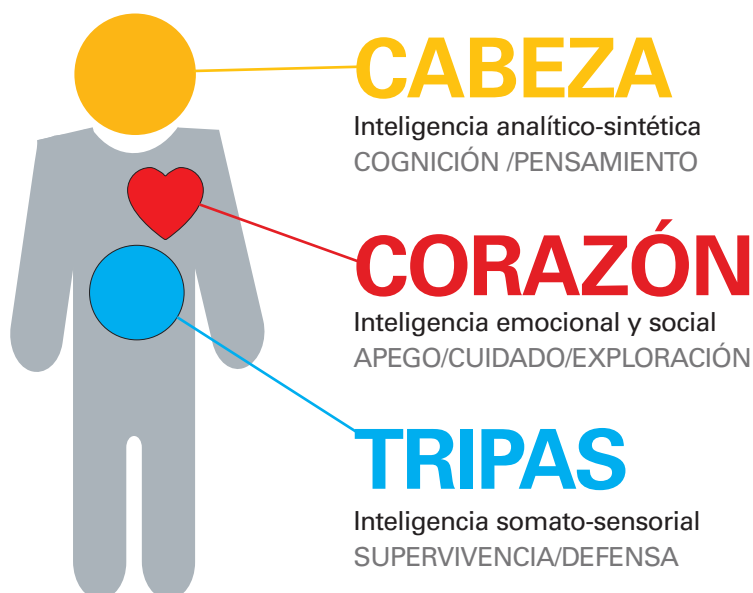 CABEZA
Inteligencia analítico-sintética
COGNICIÓN /PENSAMIENTO
CORAZÓN
Inteligencia emocional y social
APEGO/CUIDADO/EXPLORACIÓN
TRIPAS
Inteligencia somato-sensorial
SUPERVIVENCIA/DEFENSA